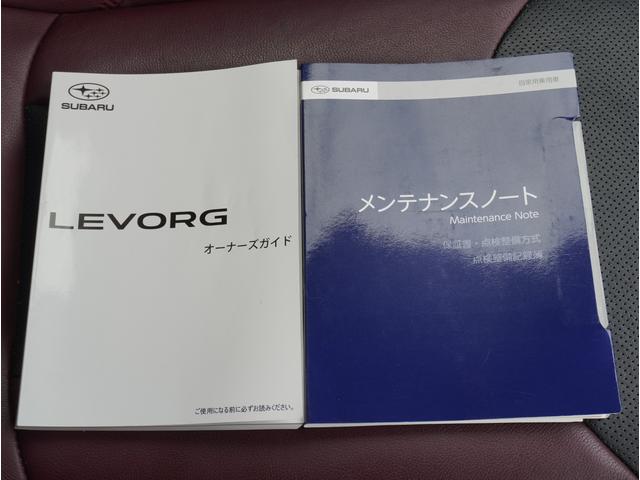 SUBARU
LEVORG
オーナーズガイド
ご使用になる前に必ずお読みください。
SUBARU
自家用乗用車
メンテナンスノート
Maintenance Note
保証書・点検整備方式
点検整備記録簿